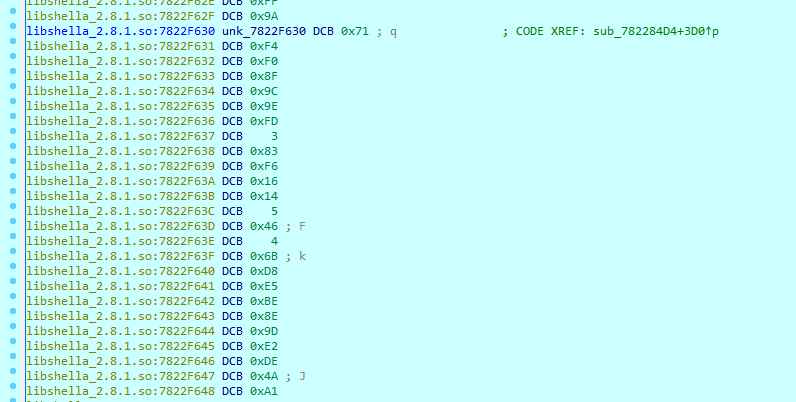 libshella_2.8.1.so:7822F62E DCB 0xFF
libshella_2.8.1.so:7822F62F DCB 0x9A
libshella_2.8.1.so:7822F630 unk_7822F630 DCB 0x71 ; q ; CODE XREF: sub_782284D4+3D0↑p
libshella_2.8.1.so:7822F631 DCB 0xF4
libshella_2.8.1.so:7822F632 DCB 0xF0
libshella_2.8.1.so:7822F633 DCB 0x8F
libshella_2.8.1.so:7822F634 DCB 0x9C
libshella_2.8.1.so:7822F635 DCB 0x9E
libshella_2.8.1.so:7822F636 DCB 0xFD
libshella_2.8.1.so:7822F637 DCB 3
libshella_2.8.1.so:7822F638 DCB 0x83
libshella_2.8.1.so:7822F639 DCB 0xF6
libshella_2.8.1.so:7822F63A DCB 0x16
libshella_2.8.1.so:7822F63B DCB 0x14
libshella_2.8.1.so:7822F63C DCB 5
libshella_2.8.1.so:7822F63D DCB 0x46 ; F
libshella_2.8.1.so:7822F63E DCB 4
libshella_2.8.1.so:7822F63F DCB 0x6B ; k
libshella_2.8.1.so:7822F640 DCB 0xD8
libshella_2.8.1.so:7822F641 DCB 0xE5
libshella_2.8.1.so:7822F642 DCB 0xBE
libshella_2.8.1.so:7822F643 DCB 0x8E
libshella_2.8.1.so:7822F644 DCB 0x9D
libshella_2.8.1.so:7822F645 DCB 0xE2
libshella_2.8.1.so:7822F646 DCB 0xDE
libshella_2.8.1.so:7822F647 DCB 0x4A ; J
libshella_2.8.1.so:7822F648 DCB 0xA1